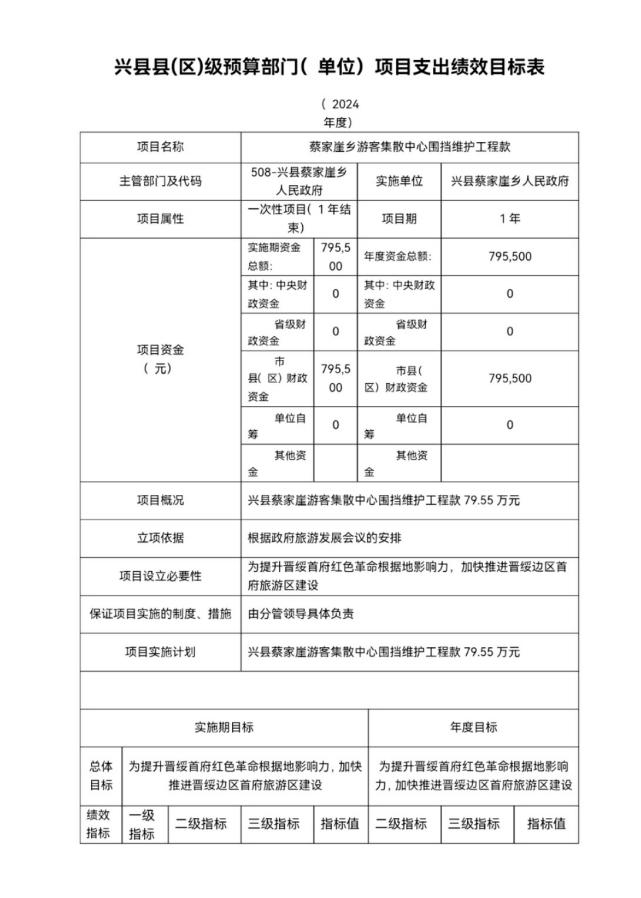 兴县县(区)级预算部门( 单位) 项目支出绩效目标表
( 2024
年度)
项目名称
蔡家崖乡游客集散中心围挡维护工程款
主管部门及代码
508-兴县蔡家崖乡
人民政府
实施单位
兴县蔡家崖乡人民政府
项目属性
一次性项目( 1 年结
束)
项目期
1 年
项目资金
( 元)
实施期资金
总额:
795,5
00
年度资金总额:
795,500
其中: 中央财
政资金
0
其中: 中央财政
资金
0
省级财
政资金
0
省级财
政资金
0
市
县( 区) 财政
资金
795,5
00
市县(
区) 财政资金
795,500
单位自
筹
0
单位自
筹
0
其他资
金
其他资
金
项目概况
兴县蔡家崖游客集散中心围挡维护工程款 79.55 万元
立项依据
根据政府旅游发展会议的安排
项目设立必要性
为提升晋绥首府红色革命根据地影响力, 加快推进晋绥边区首
府旅游区建设
保证项目实施的制度、措施
由分管领导具体负责
项目实施计划
兴县蔡家崖游客集散中心围挡维护工程款 79.55 万元
实施期目标
年度目标
总体
目标
为提升晋绥首府红色革命根据地影响力, 加快
推进晋绥边区首府旅游区建设
为提升晋绥首府红色革命根据地影响
力, 加快推进晋绥边区首府旅游区建设
绩效
指标
一级
指标
二级指标
三级指标
指标值
二级指标
三级指标
指标值